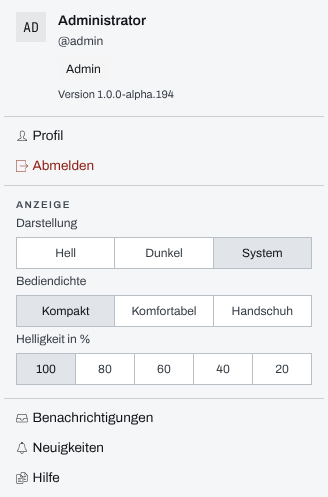 AD
Administrator
@admin
Admin
Version 1.0.0-alpha.194
Profil
Abmelden
ANZEIGE
Darstellung
Hell Dunkel System
Bediendichte
Kompakt Komfortabel Handschuh
Helligkeit in %
100 80 60 40 20
Benachrichtigungen
Neuigkeiten
Hilfe